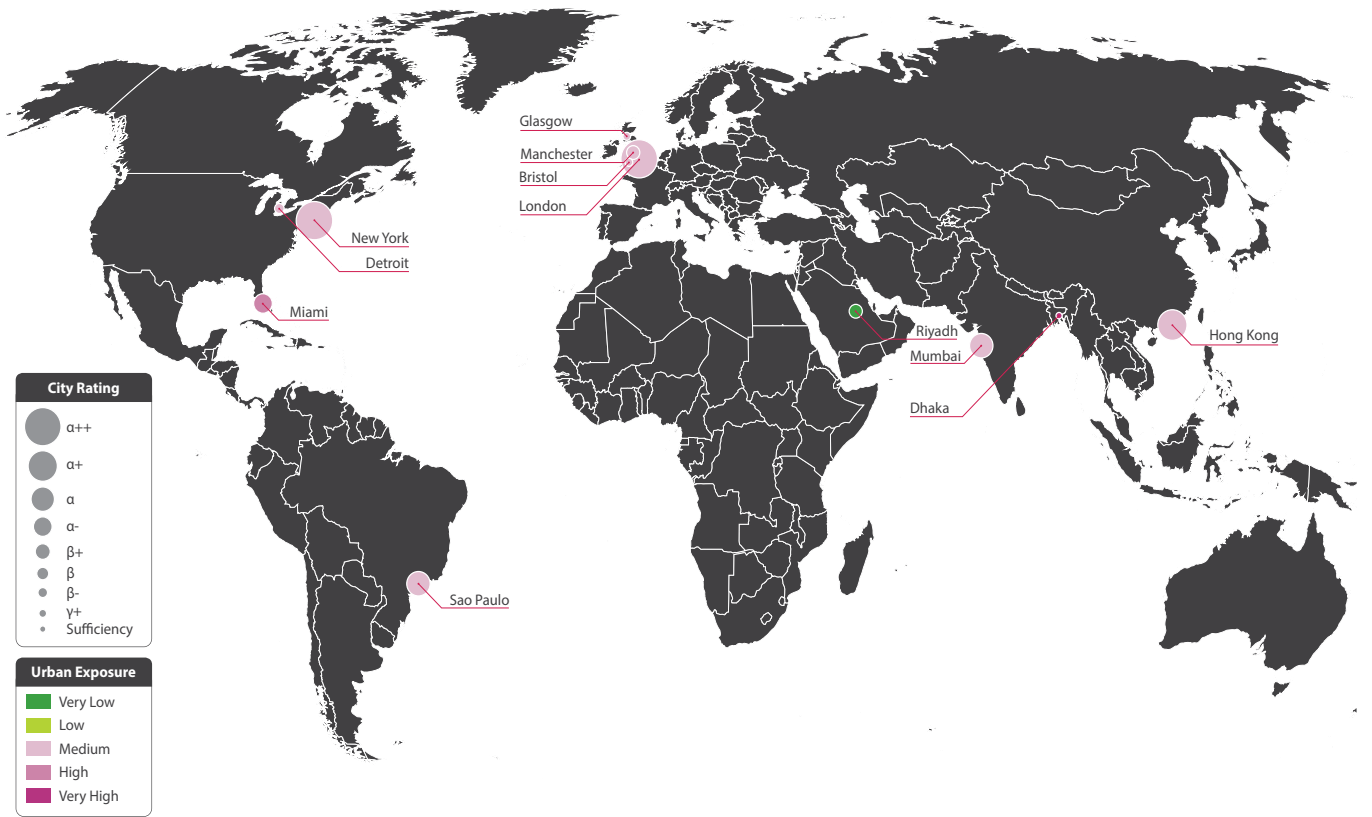 Glasgow
Manchester
Bristol
London
New York
Detroit
Miami
Riyadh
Mumbai
Hong Kong
Dhaka
Sao Paulo
City Rating
α++
α+
α
α-
β+
β
β-
γ+
Sufficiency
Urban Exposure
Very Low
Low
Medium
High
Very High